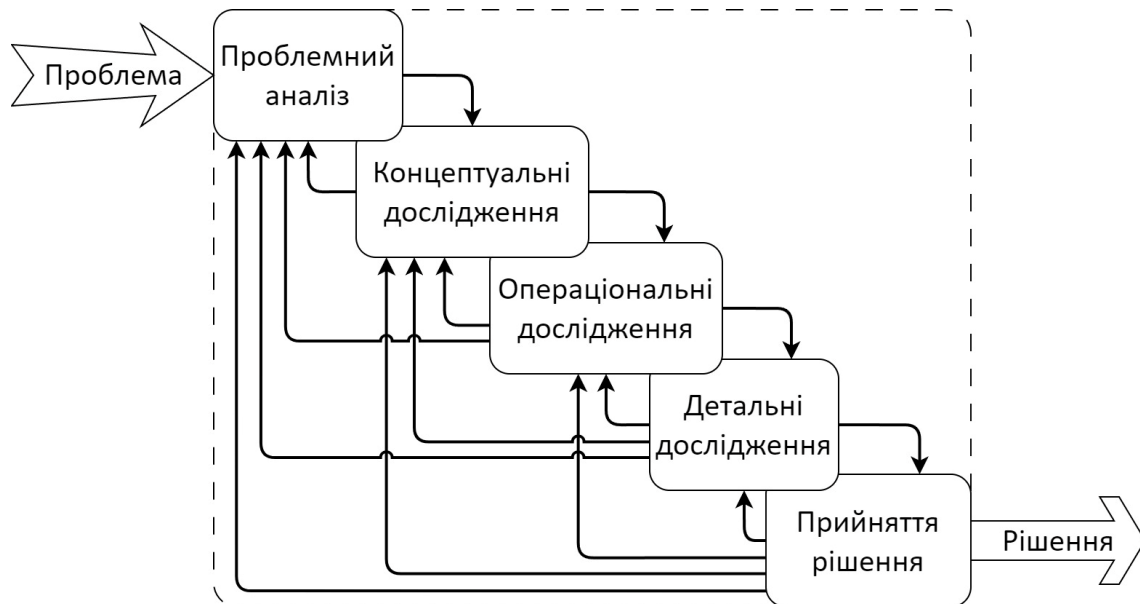 Проблема
Проблемний
аналіз
Концептуальні
дослідження
Операціональні
дослідження
Детальні
дослідження
Прийняття
рішення
Рішення